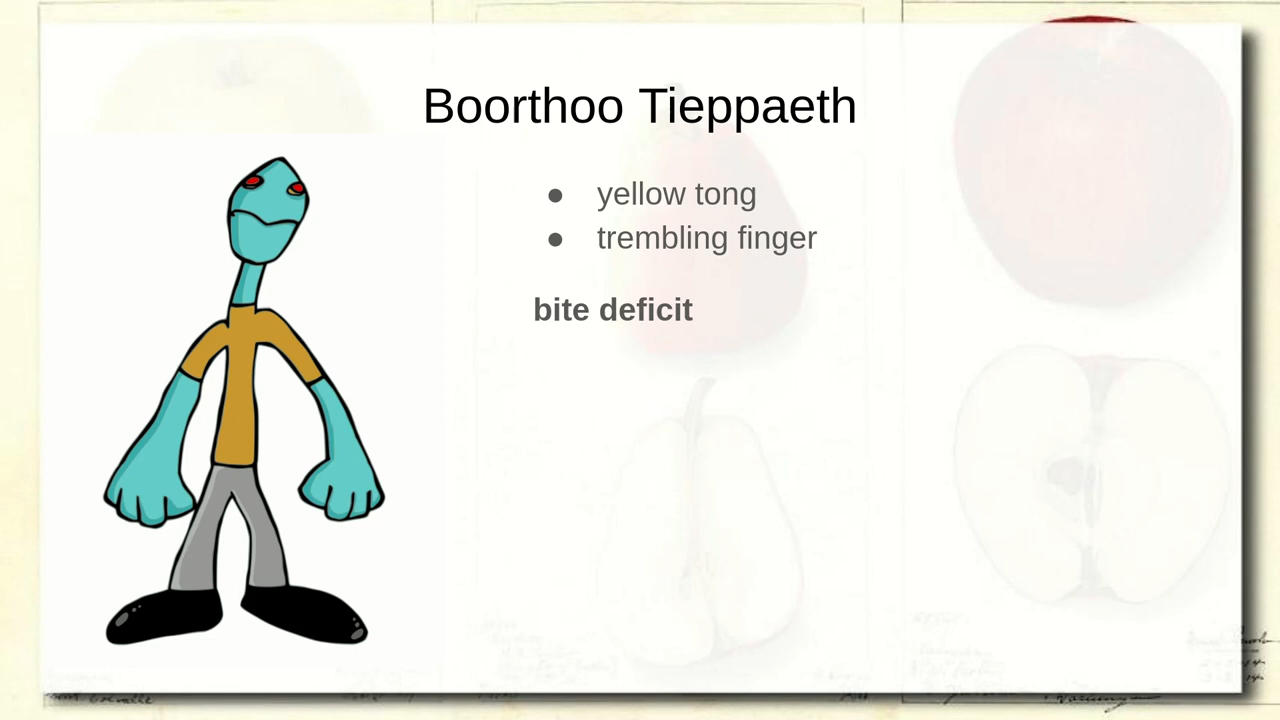 Boorthoo Tieppaeth
● yellow tong
● trembling finger
bite deficit